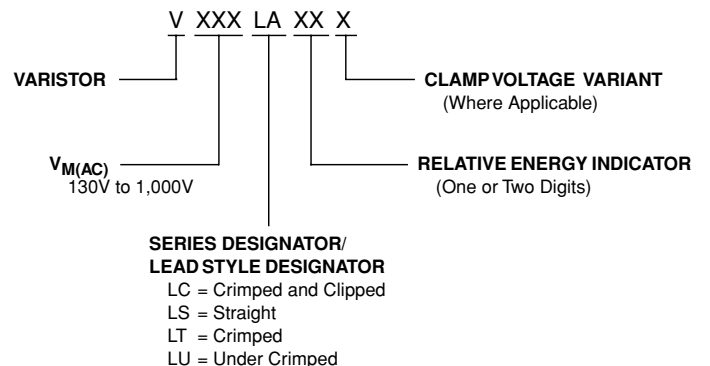 V XXX LA XX X
VARISTOR
CLAMP VOLTAGE VARIANT
(Where Applicable)
VM(AC)
130V to 1,000V
RELATIVE ENERGY INDICATOR
(One or Two Digits)
SERIES DESIGNATOR/
LEAD STYLE DESIGNATOR
LC = Crimped and Clipped
LS = Straight
LT = Crimped
LU = Under Crimped